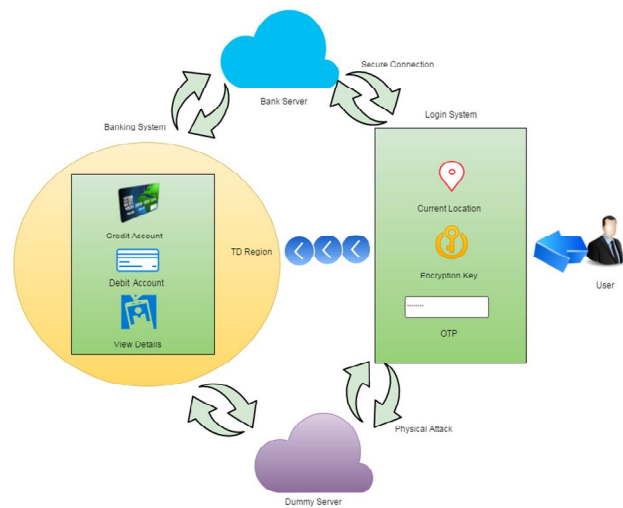 Secure Connection
Bank Server
Login System
Banking System
Current Location
Credit Account
TD Region
Encryption Key
Debit Account
User
OTP
View Details
Physical Attack
Dummy Server